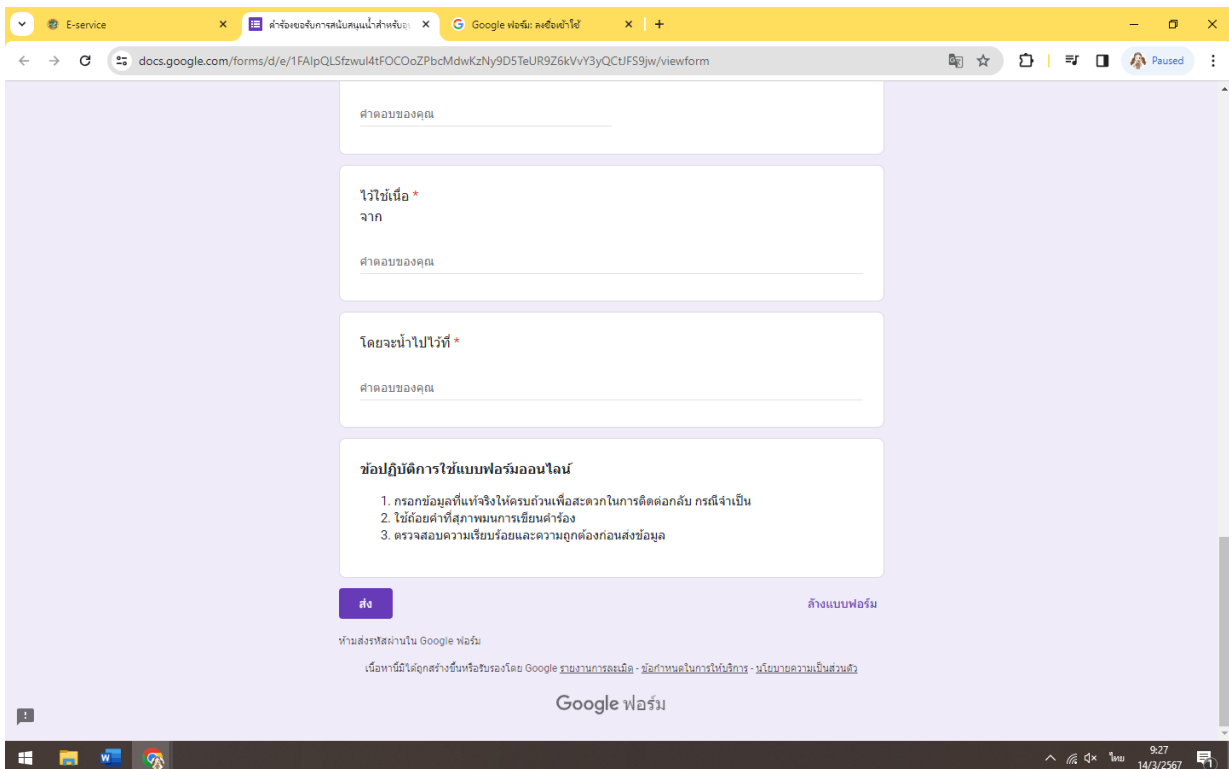 E-service
คำร้องขอรับการสนับสนุนน้ำสำหรับอุ
Google ฟอร์ม: ลงชื่อเข้าใช้
docs.google.com/forms/d/e/1FAIpQLSfzwuMtFOCOoZPbcMdwKzNy9D5TeUR9Z6kVvY3yQCtJFS9jw/viewform
Paused
คำตอบของคุณ
ไว้ใช้เนื่อ *
จาก
คำตอบของคุณ
โดยจะน้ำไปไว้ที่ *
คำตอบของคุณ
ข้อปฏิบัติการใช้แบบฟอร์มออนไลน์
1. กรอกข้อมูลที่แท้จริงให้ครบถ้วนเพื่อสะดวกในการติดต่อกลับ กรณีจำเป็น
2. ใช้ถ้อยคำที่สุภาพมนการเขียนคำร้อง
3. ตรวจสอบความเรียบร้อยและความถูกต้องก่อนส่งข้อมูล
ส่ง
ล้างแบบฟอร์ม
ห้ามส่งรหัสผ่านใน Google ฟอร์ม
เนื้อหานี้มิได้ถูกสร้างขึ้นหรือรับรองโดย Google รายงานการละเมิด - ข้อกำหนดในการให้บริการ - นโยบายความเป็นส่วนตัว
Google ฟอร์ม
ไทย
9:27
14/3/2567